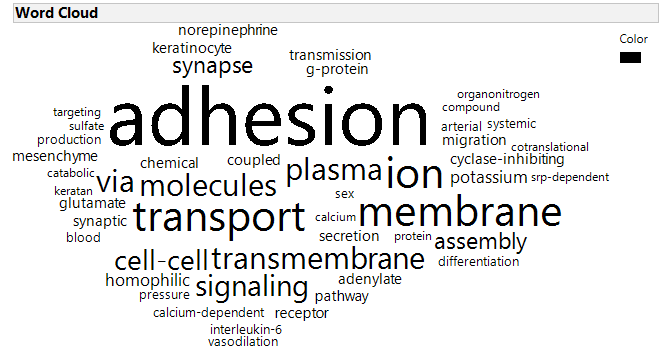 Word Cloud
norepinephrine
Color
keratinocyte
transmission
synapse
g-protein
adhesion
organonitrogen
compound
targeting
sulfate
arterial systemic
production
migration
cotranslational
mesenchyme
chemical coupled
cyclase-inhibiting
catabolic
via molecules plasma ion
potassium srp-dependent
keratan
sex
glutamate
transport
membrane
synaptic
calcium
blood
secretion protein assembly
cell-cell transmembrane
differentiation
homophilic
signaling
adenylate
pressure
pathway
calcium-dependent receptor
interleukin-6
vasodilation